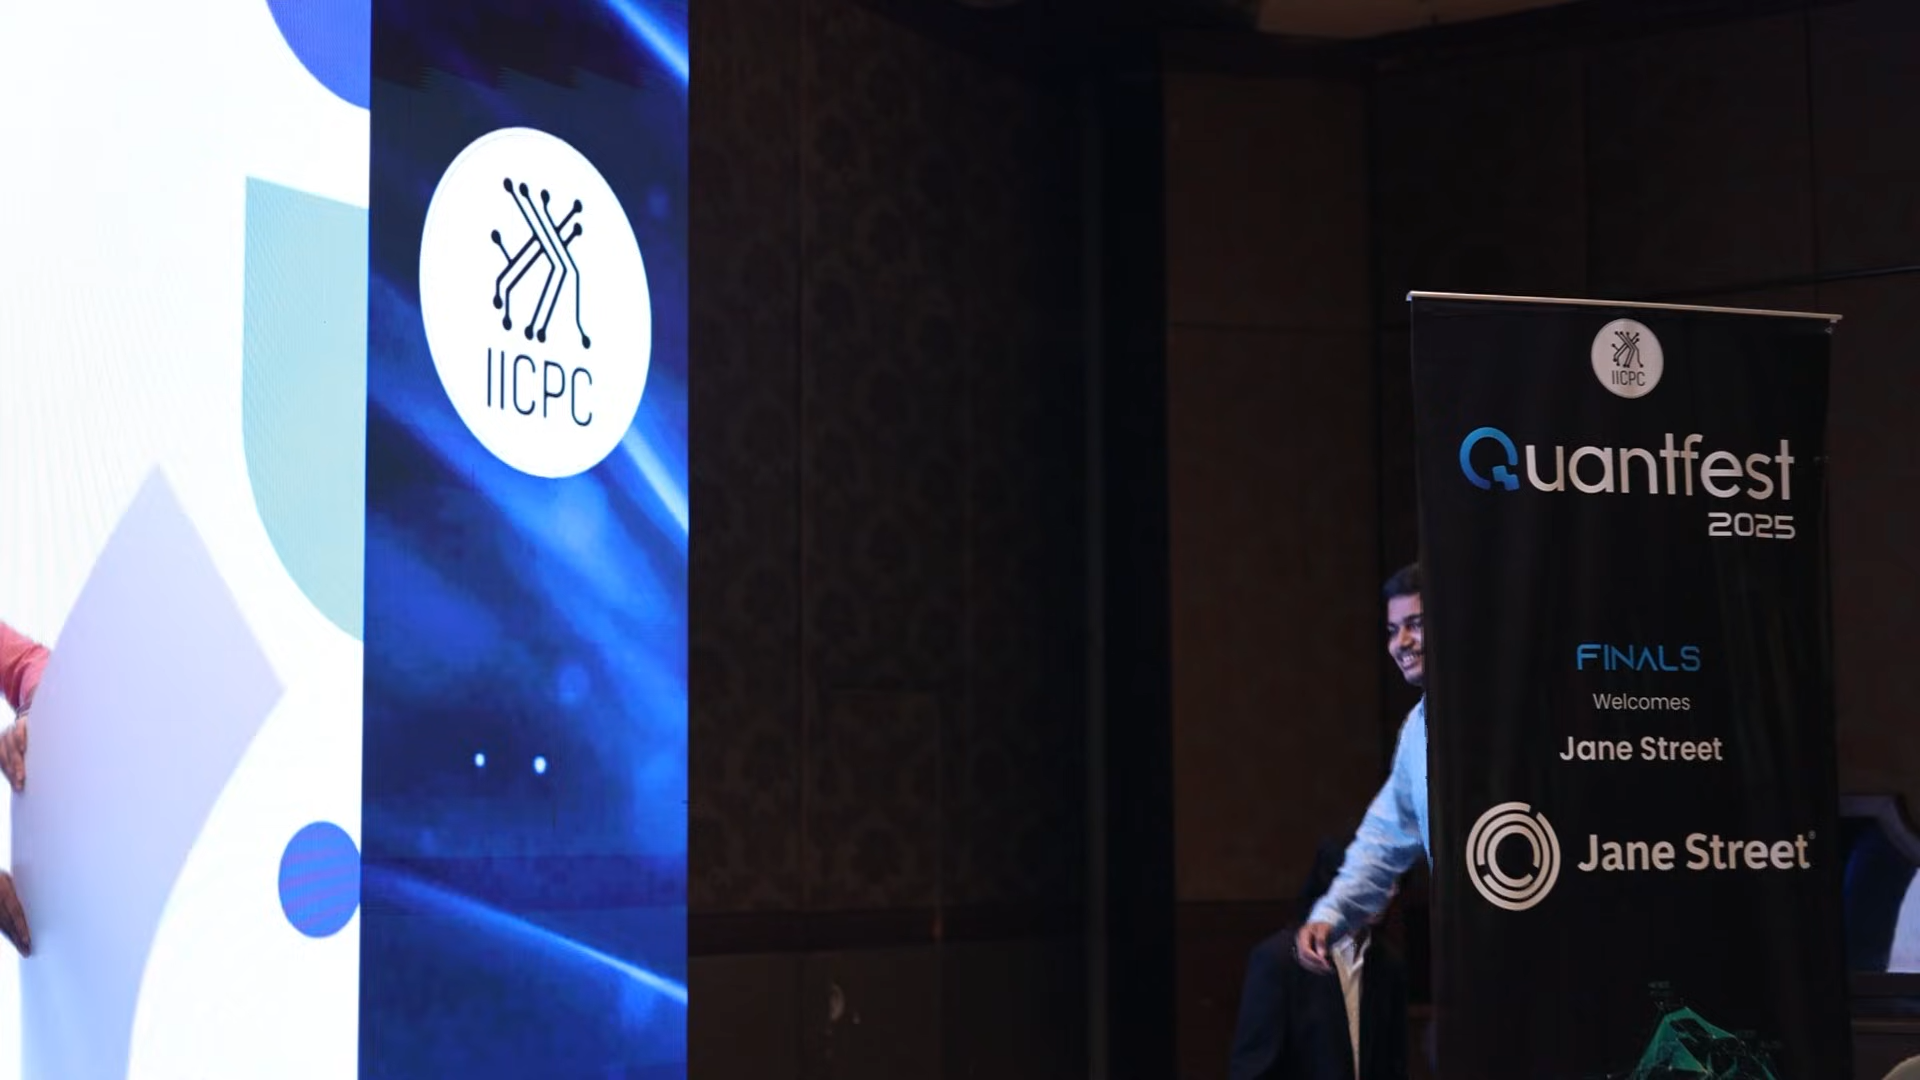 IICPC
IICPC
Quantfest
2025
FINALS
Welcomes
Jane Street
Jane Street®